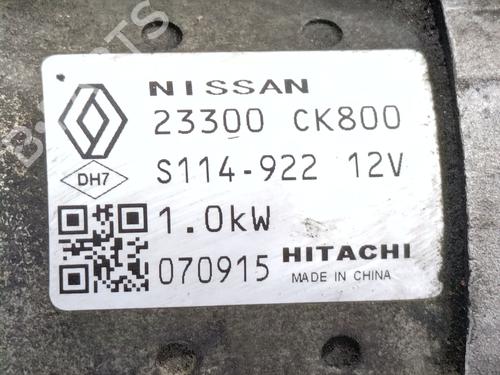 NISSAN
23300 CK800
DH7
S114-922 12V
1.0kW
070915 HITACHI
MADE IN CHINA